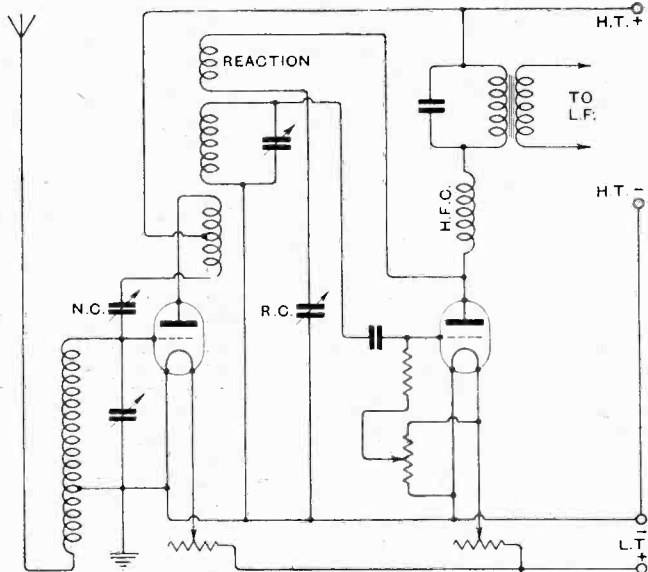 H.T. +
REACTION
TO
L.F.
H.F.C.
H.T. -
N.C.
R.C.
-
L.T
+